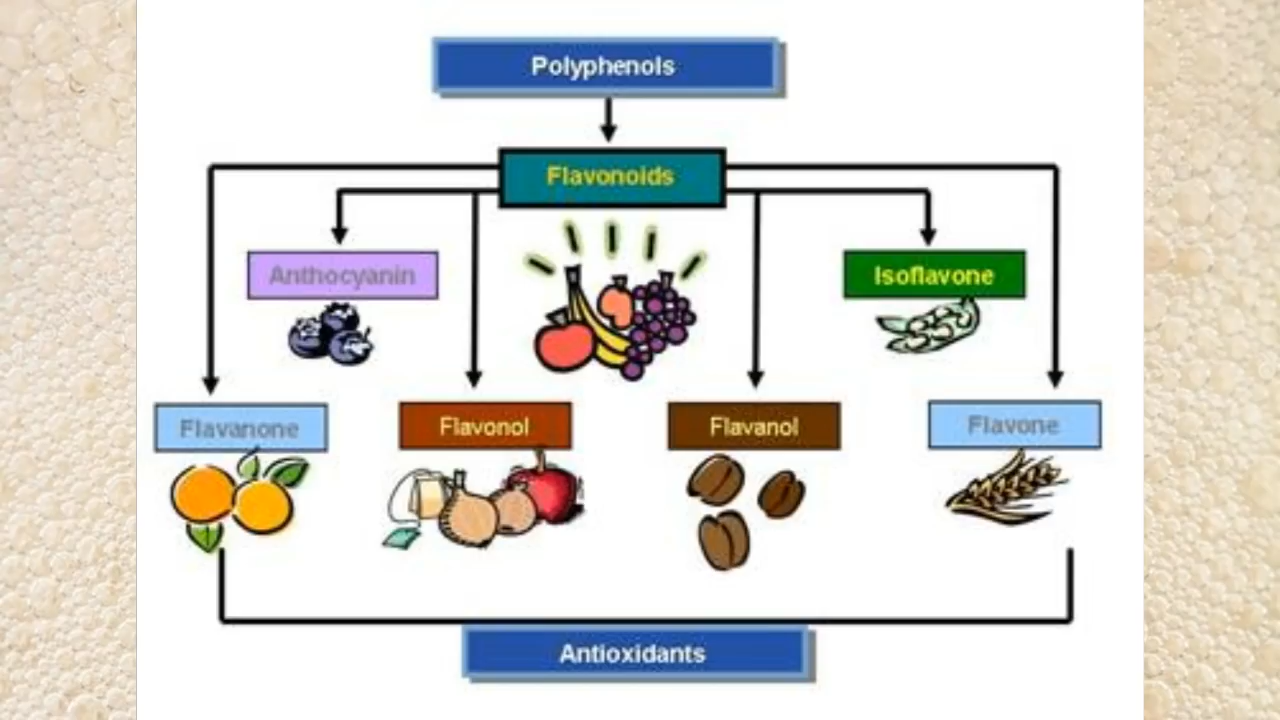 Polyphenols
Flavonoids
Anthocyanin
Isoflavone
Flavanone
Flavonol
Flavanol
Flavone
Antioxidants